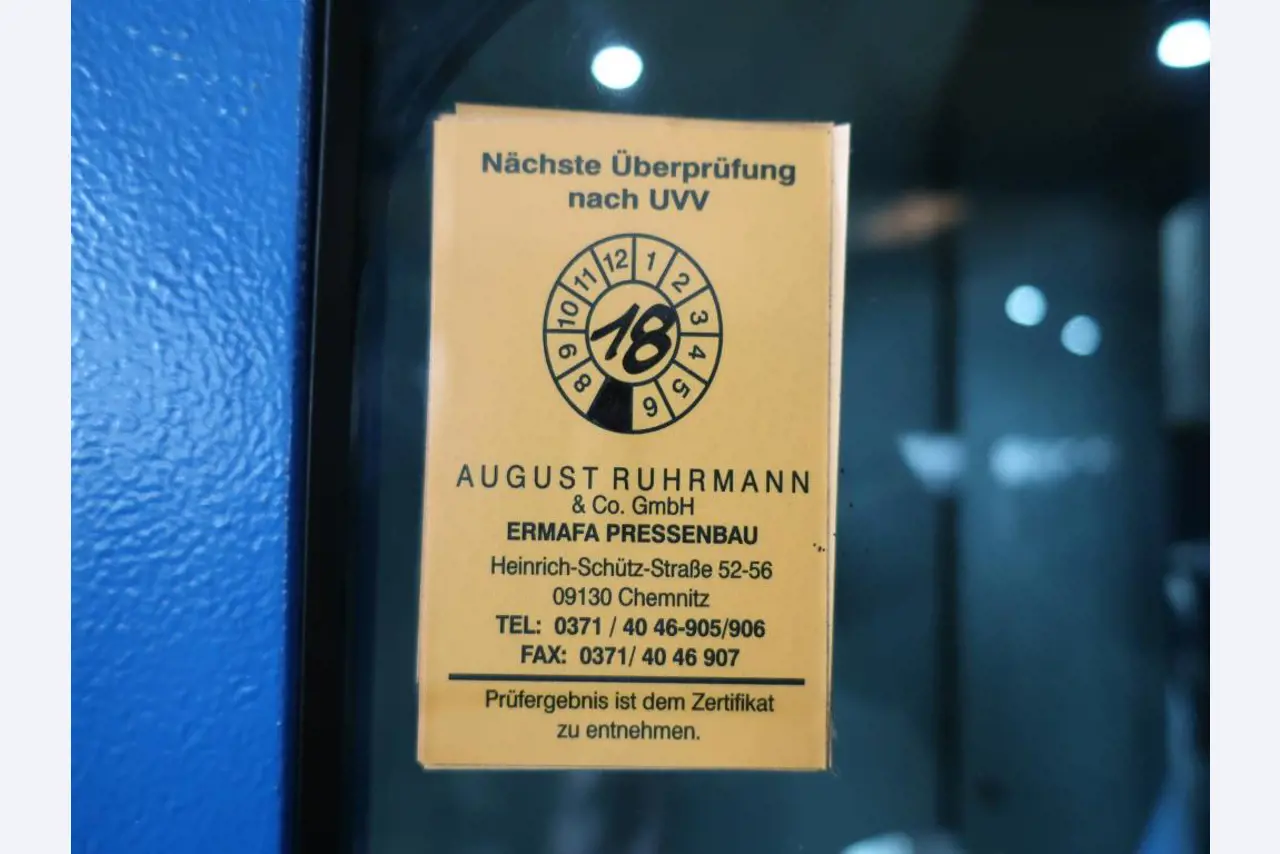 Nächste Überprüfung
nach UVV
12 1 2 3 4 5 6 8 9 10 11
18
AUGUST RUHRMANN
& Co. GmbH
ERMAFA PRESSENBAU
Heinrich-Schütz-Straße 52-56
09130 Chemnitz
TEL: 0371 / 40 46-905/906
FAX: 0371/ 40 46 907
Prüfergebnis ist dem Zertifikat
zu entnehmen.